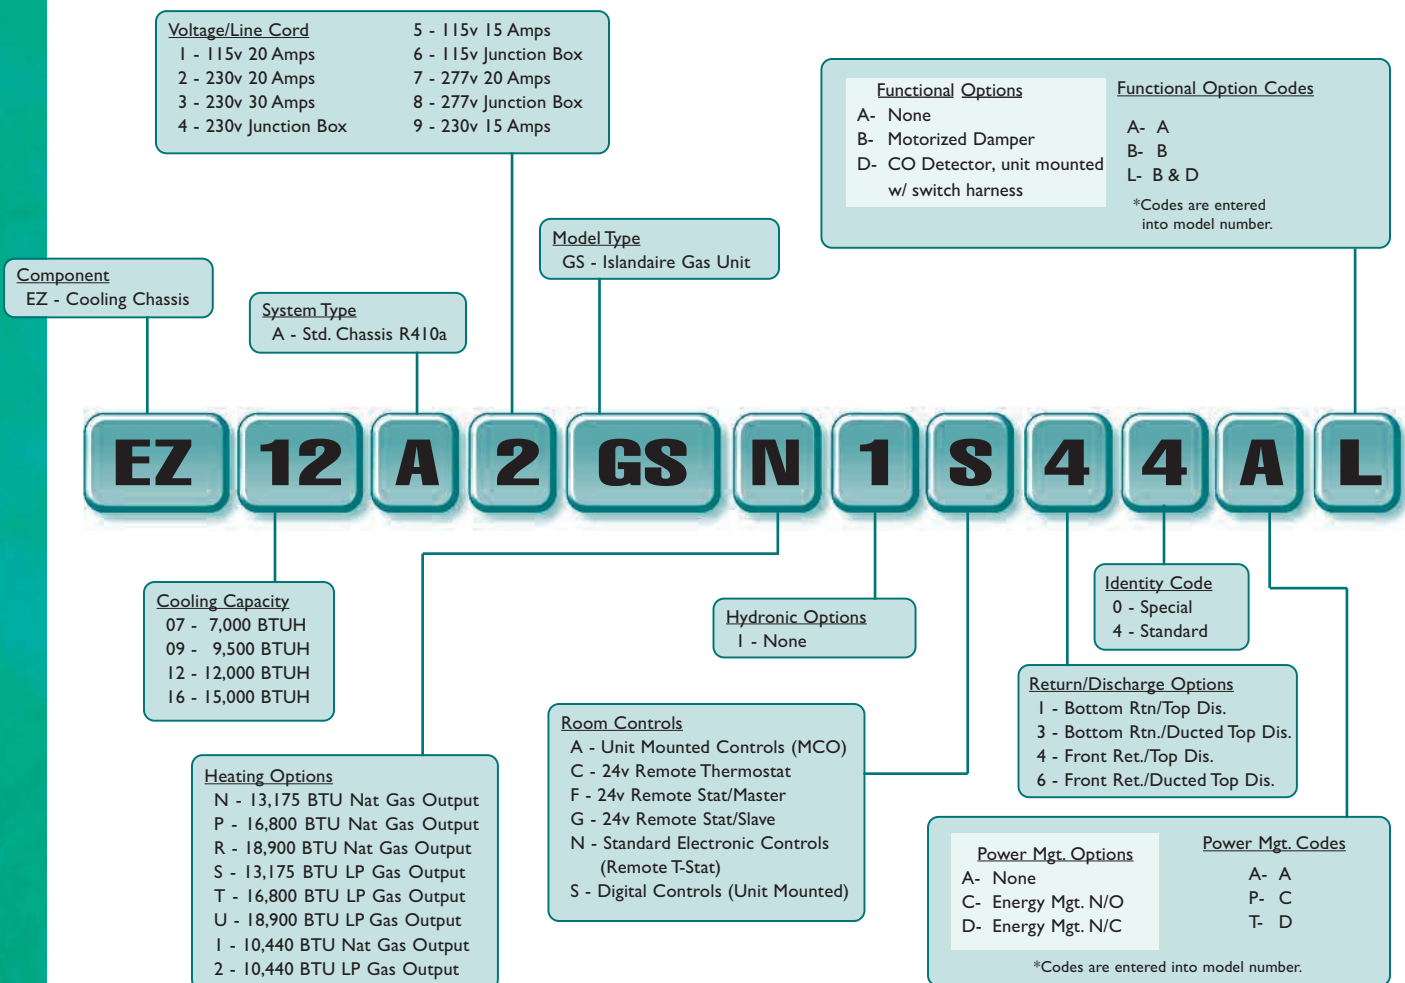 Voltage/Line Cord
1 - 115v 20 Amps
2 - 230v 20 Amps
3 - 230v 30 Amps
4 - 230v Junction Box
5 - 115v 15 Amps
6 - 115v Junction Box
7 - 277v 20 Amps
8 - 277v Junction Box
9 - 230v 15 Amps
Functional Options
A- None
B- Motorized Damper
D- CO Detector, unit mounted
w/ switch harness
Functional Option Codes
A- A
B- B
L- B & D
*Codes are entered
into model number.
Model Type
GS - Islandaire Gas Unit
Component
EZ - Cooling Chassis
System Type
A - Std. Chassis R410a
EZ 12 A 2 GS N 1 S 4 4 A L
Cooling Capacity
07 - 7,000 BTUH
09 - 9,500 BTUH
12 - 12,000 BTUH
16 - 15,000 BTUH
Heating Options
N - 13,175 BTU Nat Gas Output
P - 16,800 BTU Nat Gas Output
R - 18,900 BTU Nat Gas Output
S - 13,175 BTU LP Gas Output
T - 16,800 BTU LP Gas Output
U - 18,900 BTU LP Gas Output
1 - 10,440 BTU Nat Gas Output
2 - 10,440 BTU LP Gas Output
Hydronic Options
1 - None
Room Controls
A - Unit Mounted Controls (MCO)
C - 24v Remote Thermostat
F - 24v Remote Stat/Master
G - 24v Remote Stat/Slave
N - Standard Electronic Controls
(Remote T-Stat)
S - Digital Controls (Unit Mounted)
Identity Code
0 - Special
4 - Standard
Return/Discharge Options
1 - Bottom Rtn/Top Dis.
3 - Bottom Rtn./Ducted Top Dis.
4 - Front Ret./Top Dis.
6 - Front Ret./Ducted Top Dis.
Power Mgt. Options
A- None
C- Energy Mgt. N/O
D- Energy Mgt. N/C
Power Mgt. Codes
A- A
P- C
T- D
*Codes are entered into model number.